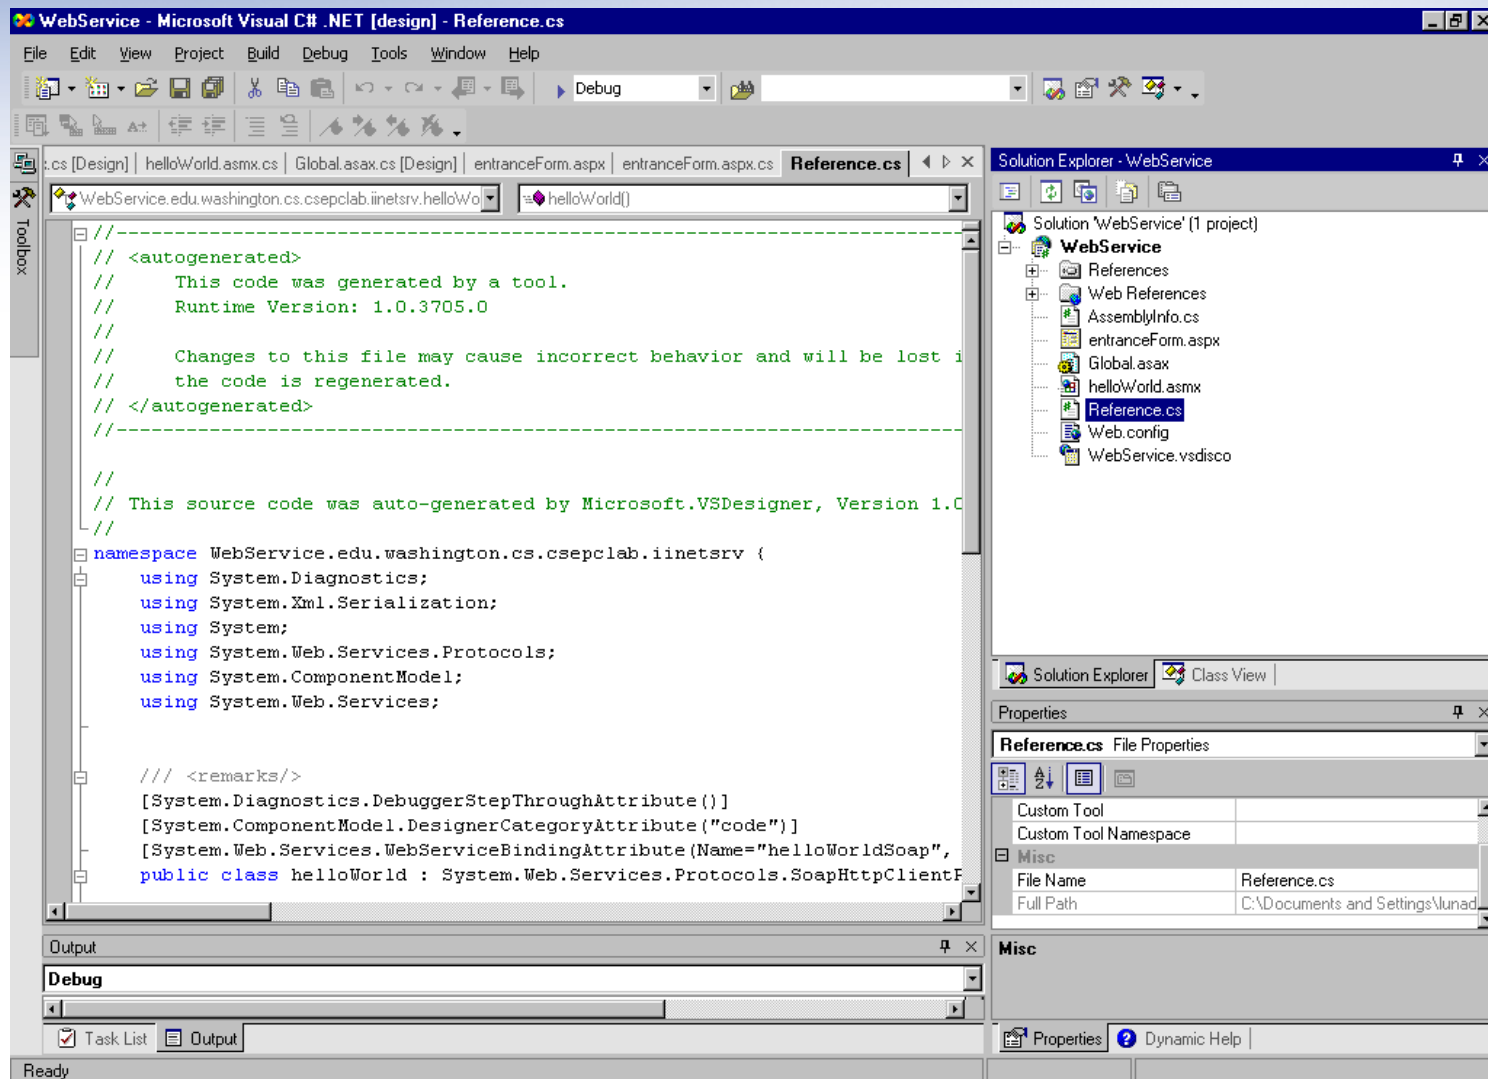 WebService - Microsoft Visual C# .NET [design] - Reference.cs
File Edit View Project Build Debug Tools Window Help
Debug
:.cs [Design] helloWorld.asmx.cs Global.asax.cs [Design] entranceForm.aspx entranceForm.aspx.cs Reference.cs
Toolbox
WebService.edu.washington.cs.csepclab.iinetsrv.helloWo helloWorld()
//-------------------------------------------------------------------------
// <autogenerated>
//     This code was generated by a tool.
//     Runtime Version: 1.0.3705.0
//
//     Changes to this file may cause incorrect behavior and will be lost i
//     the code is regenerated.
// </autogenerated>
//-------------------------------------------------------------------------
//
// This source code was auto-generated by Microsoft.VSDesigner, Version 1.0
//
namespace WebService.edu.washington.cs.csepclab.iinetsrv {
using System.Diagnostics;
using System.Xml.Serialization;
using System;
using System.Web.Services.Protocols;
using System.ComponentModel;
using System.Web.Services;
/// <remarks/>
[System.Diagnostics.DebuggerStepThroughAttribute()]
[System.ComponentModel.DesignerCategoryAttribute("code")]
[System.Web.Services.WebServiceBindingAttribute(Name="helloWorldSoap",
public class helloWorld : System.Web.Services.Protocols.SoapHttpClientP
Output
Debug
Task List Output
Ready
Solution Explorer - WebService
Solution 'WebService' (1 project)
WebService
References
Web References
AssemblyInfo.cs
entranceForm.aspx
Global.asax
helloWorld.asmx
Reference.cs
Web.config
WebService.vsdisco
Solution Explorer Class View
Properties
Reference.cs File Properties
Custom Tool
Custom Tool Namespace
Misc
File Name Reference.cs
Full Path C:\Documents and Settings\lunad
Misc
Properties Dynamic Help